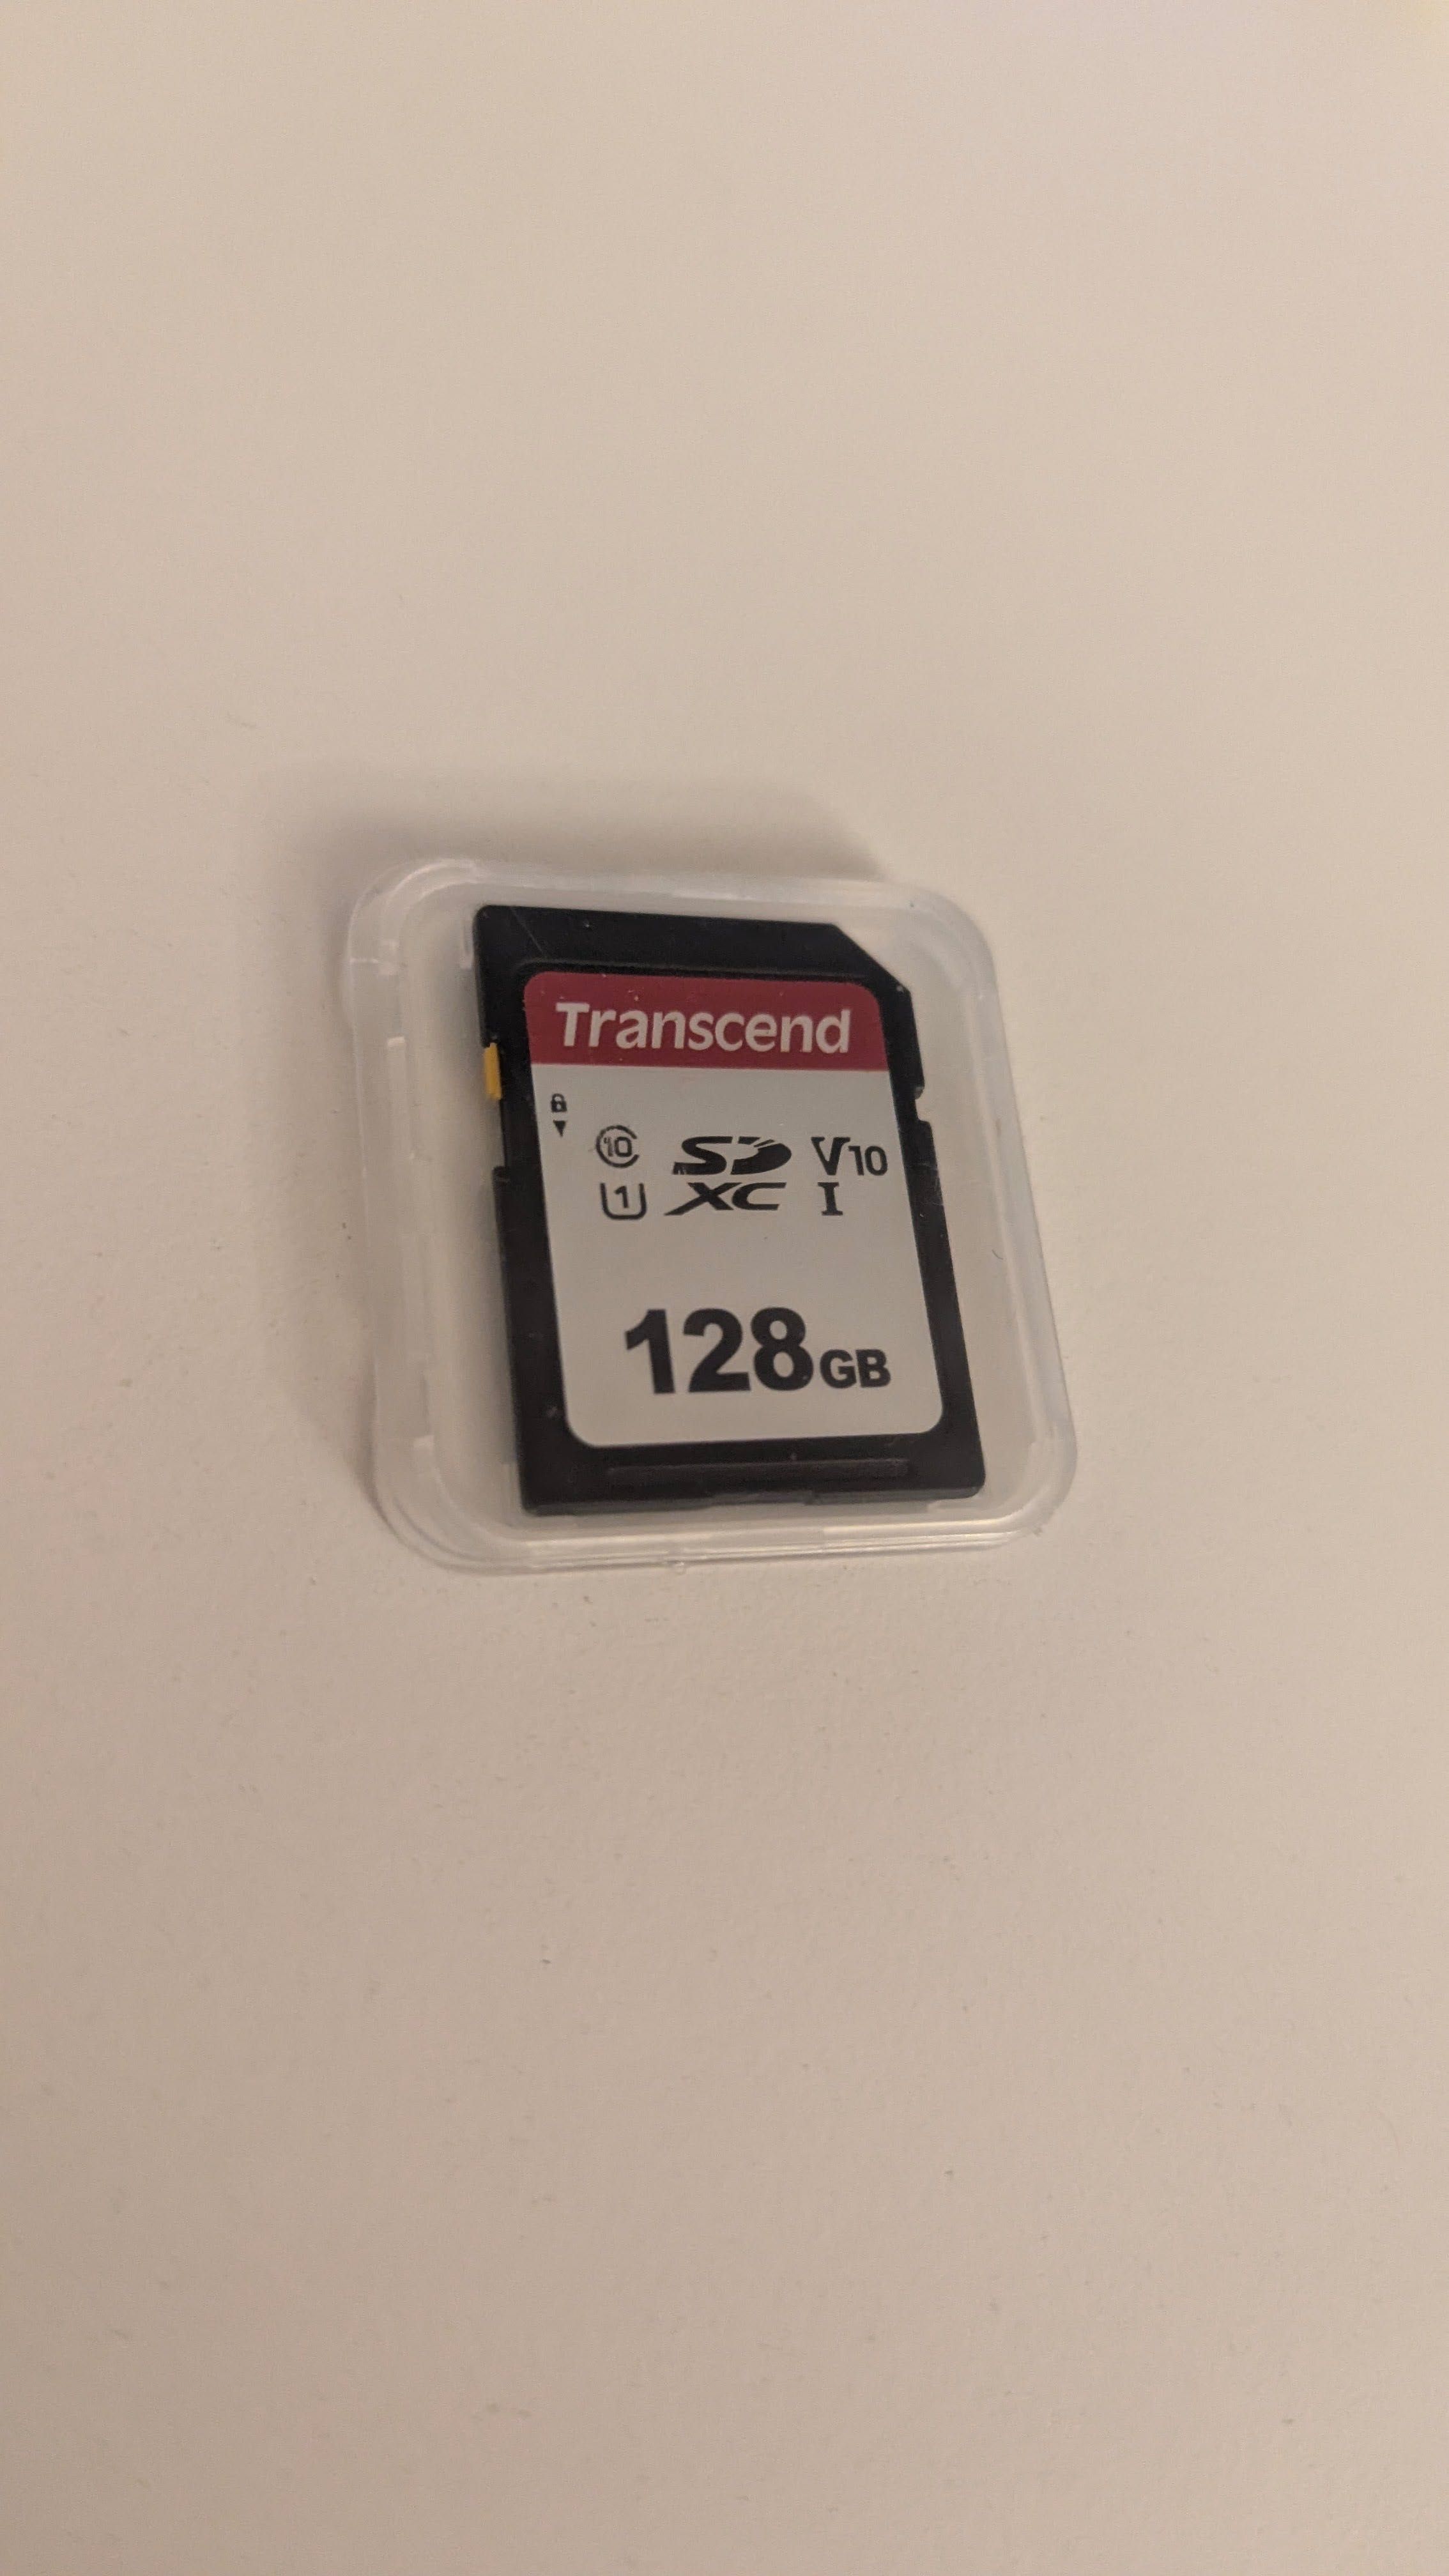 Transcend
10 SD V10
1 XC I
128GB